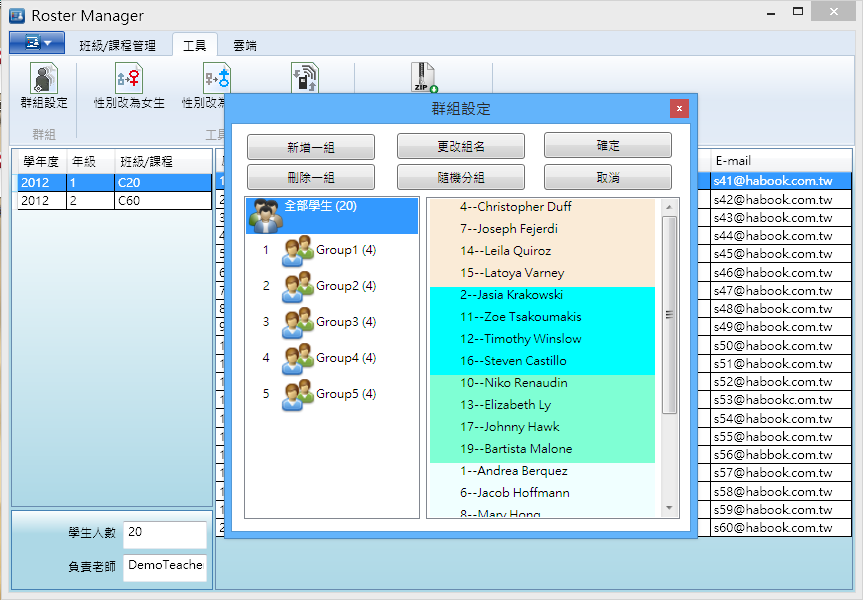 Roster Manager
班級/課程管理 工具 雲端
群組設定 性別改為女生 性別改為
ZIP
群組 工具
群組設定
新增一組 更改組名 確定
刪除一組 隨機分組 取消
學年度 年級 班級/課程
2012 1 C20
2012 2 C60
全部學生 (20)
1 Group1 (4)
2 Group2 (4)
3 Group3 (4)
4 Group4 (4)
5 Group5 (4)
4--Christopher Duff
7--Joseph Fejerdi
14--Leila Quiroz
15--Latoya Varney
2--Jasia Krakowski
11--Zoe Tsakoumakis
12--Timothy Winslow
16--Steven Castillo
10--Niko Renaudin
13--Elizabeth Ly
17--Johnny Hawk
19--Bartista Malone
1--Andrea Berquez
6--Jacob Hoffmann
8--Mary Hong
E-mail
s41@habook.com.tw
s42@habook.com.tw
s43@habook.com.tw
s44@habook.com.tw
s45@habook.com.tw
s46@habook.com.tw
s47@habook.com.tw
s48@habook.com.tw
s49@habook.com.tw
s50@habook.com.tw
s51@habook.com.tw
s52@habook.com.tw
s53@habookc.om.tw
s54@habook.com.tw
s55@habook.com.tw
s56@habbok.com.tw
s57@habook.com.tw
s58@habook.com.tw
s59@habook.com.tw
s60@habook.com.tw
學生人數 20
負責老師 DemoTeache